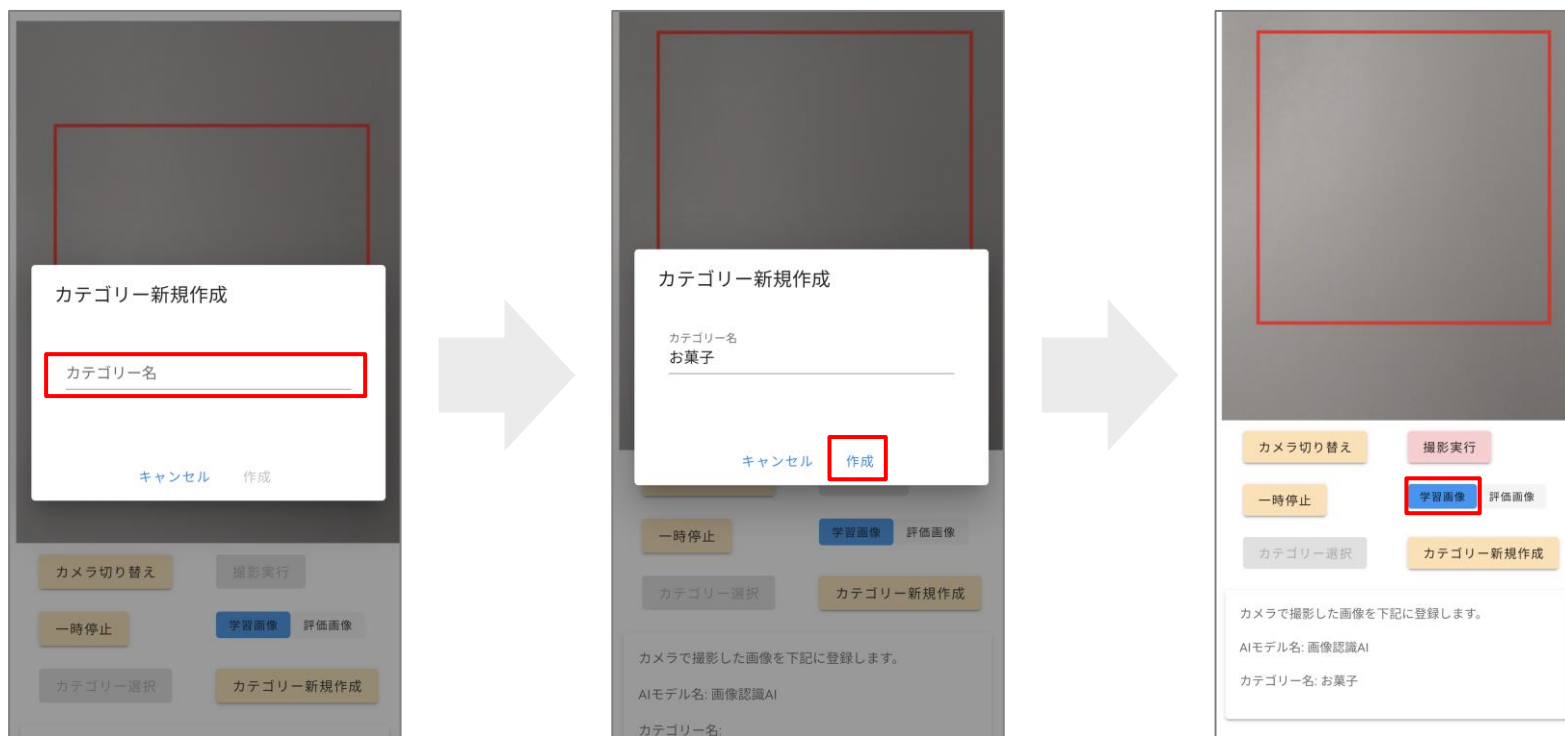 カテゴリー新規作成
カテゴリー名
キャンセル 作成
カメラ切り替え 撮影実行
一時停止 学習画像 評価画像
カテゴリー選択 カテゴリー新規作成
カテゴリー新規作成
カテゴリー名
お菓子
キャンセル 作成
一時停止 学習画像 評価画像
カテゴリー選択 カテゴリー新規作成
カメラで撮影した画像を下記に登録します。
AIモデル名: 画像認識AI
カテゴリー名:
カメラ切り替え 撮影実行
一時停止 学習画像 評価画像
カテゴリー選択 カテゴリー新規作成
カメラで撮影した画像を下記に登録します。
AIモデル名: 画像認識AI
カテゴリー名: お菓子